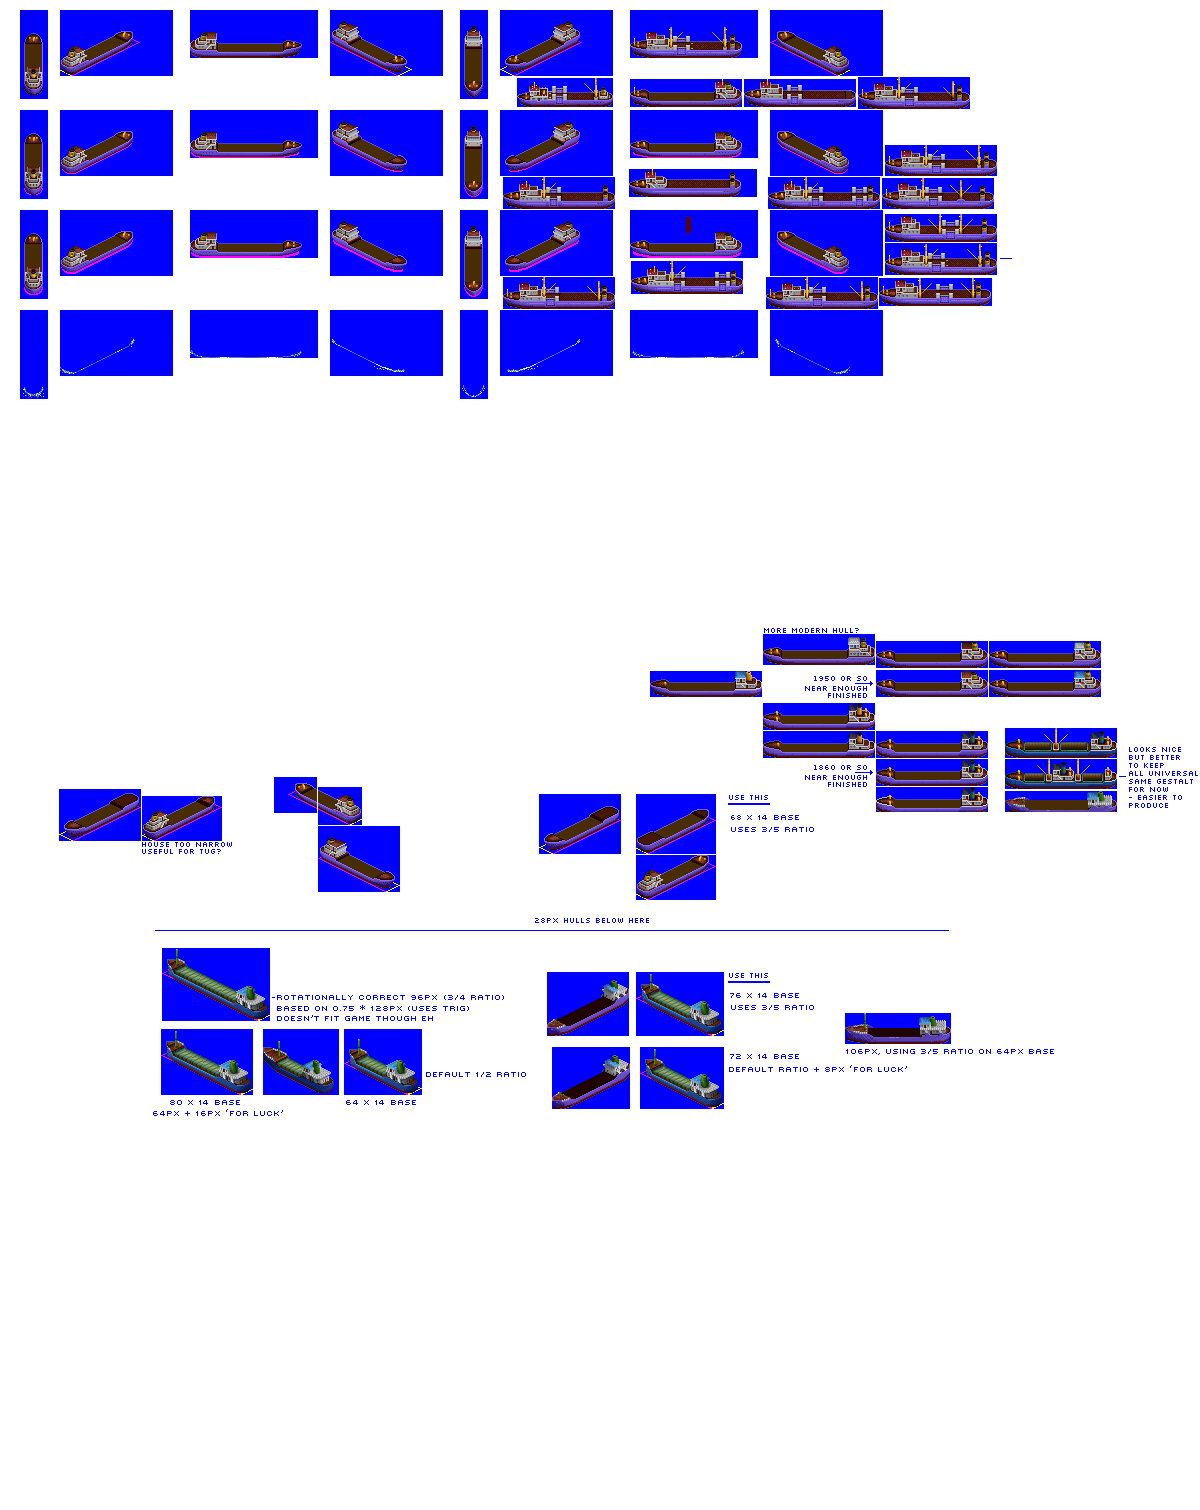 MORE MODERN HULL?
1950 OR SO
NEAR ENOUGH
FINISHED
1860 OR SO
NEAR ENOUGH
FINISHED
LOOKS NICE
BUT BETTER
TO KEEP
ALL UNIVERSAL
SAME GESTALT
FOR NOW
- EASIER TO
PRODUCE
HOUSE TOO NARROW
USEFUL FOR TUG?
USE THIS
68 X 14 BASE
USES 3/5 RATIO
28PX HULLS BELOW HERE
-ROTATIONALLY CORRECT 96PX (3/4 RATIO)
BASED ON 0.75 * 128PX (USES TRIG)
DOESN'T FIT GAME THOUGH EH
USE THIS
76 X 14 BASE
USES 3/5 RATIO
106PX, USING 3/5 RATIO ON 64PX BASE
72 X 14 BASE
DEFAULT RATIO + 8PX 'FOR LUCK'
DEFAULT 1/2 RATIO
80 X 14 BASE
64PX + 16PX 'FOR LUCK'
64 X 14 BASE